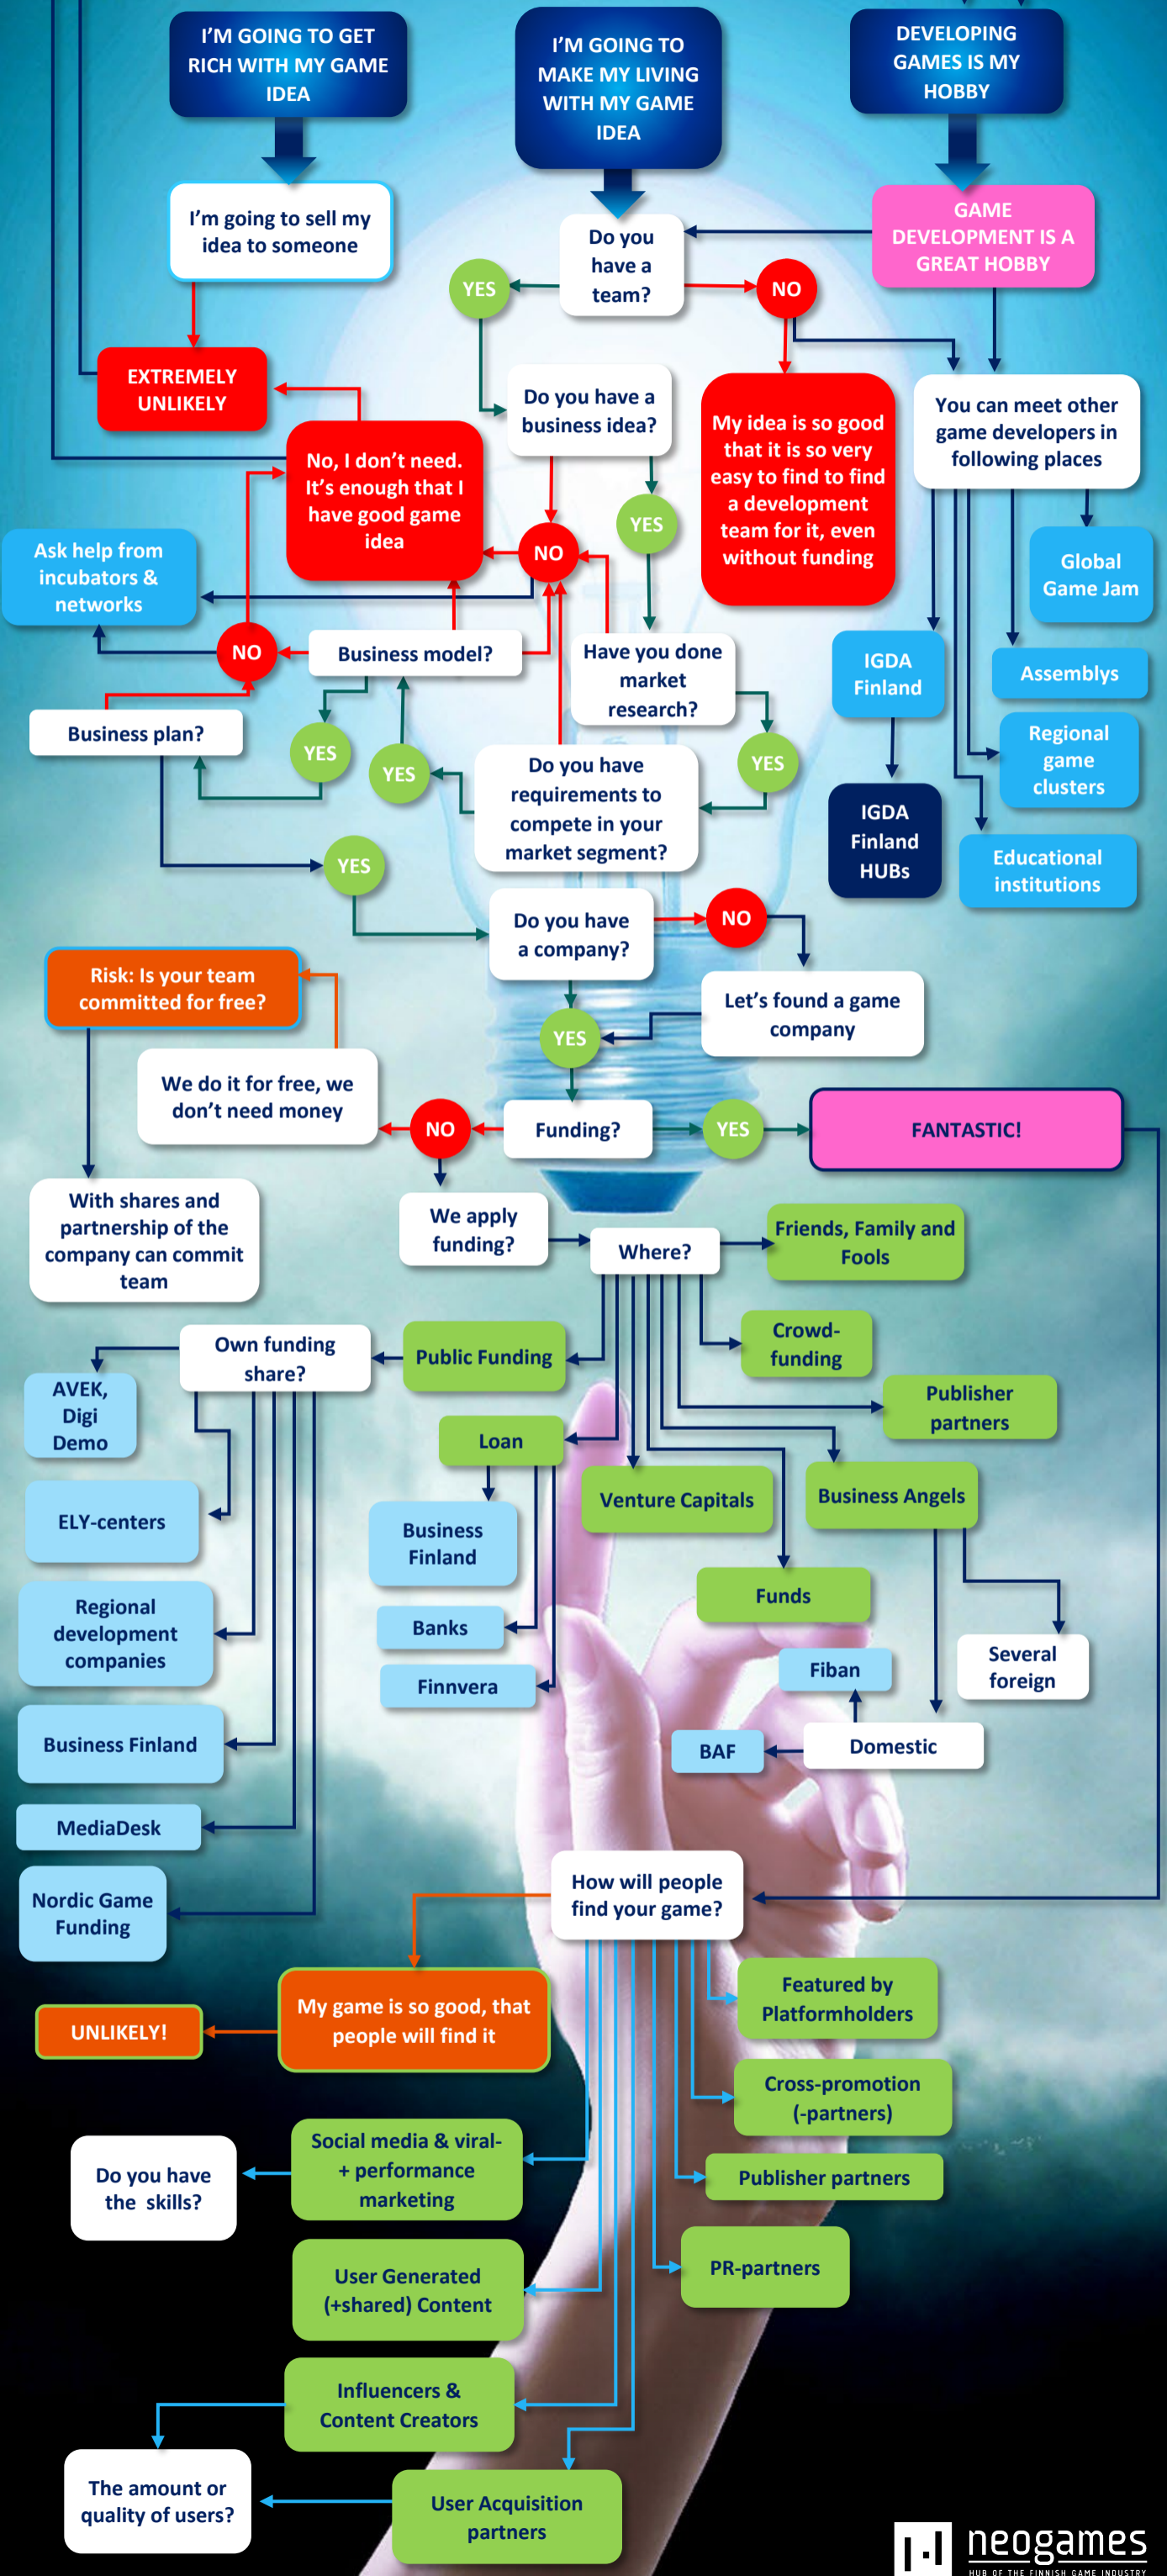 I'M GOING TO GET
RICH WITH MY GAME
IDEA
I'M GOING TO
MAKE MY LIVING
WITH MY GAME
IDEA
DEVELOPING
GAMES IS MY
HOBBY
I'm going to sell my
idea to someone
Do you
have a
team?
GAME
DEVELOPMENT IS A
GREAT HOBBY
YES
NO
EXTREMELY
UNLIKELY
Do you have a
business idea?
My idea is so good
that it is so very
easy to find to find
a development
team for it, even
without funding
You can meet other
game developers in
following places
No, I don't need.
It's enough that I
have good game
idea
YES
NO
Ask help from
incubators &
networks
Global
Game Jam
NO
Business model?
Have you done
market
research?
IGDA
Finland
Assemblys
Business plan?
YES
YES
YES
Regional
game
clusters
Do you have
requirements to
compete in your
market segment?
IGDA
Finland
HUBs
Educational
institutions
YES
Do you have
a company?
NO
Risk: Is your team
committed for free?
Let's found a game
company
YES
We do it for free, we
don't need money
NO
Funding?
YES
FANTASTIC!
With shares and
partnership of the
company can commit
team
We apply
funding?
Where?
Friends, Family and
Fools
Own funding
share?
Public Funding
Crowd-
funding
AVEK,
Digi
Demo
Publisher
partners
Loan
ELY-centers
Business
Finland
Venture Capitals
Business Angels
Regional
development
companies
Banks
Funds
Finnvera
Fiban
Several
foreign
Business Finland
BAF
Domestic
MediaDesk
Nordic Game
Funding
How will people
find your game?
UNLIKELY!
My game is so good, that
people will find it
Featured by
Platformholders
Cross-promotion
(-partners)
Do you have
the skills?
Social media & viral-
+ performance
marketing
Publisher partners
User Generated
(+shared) Content
PR-partners
Influencers &
Content Creators
The amount or
quality of users?
User Acquisition
partners
neogames
HUB OF THE FINNISH GAME INDUSTRY